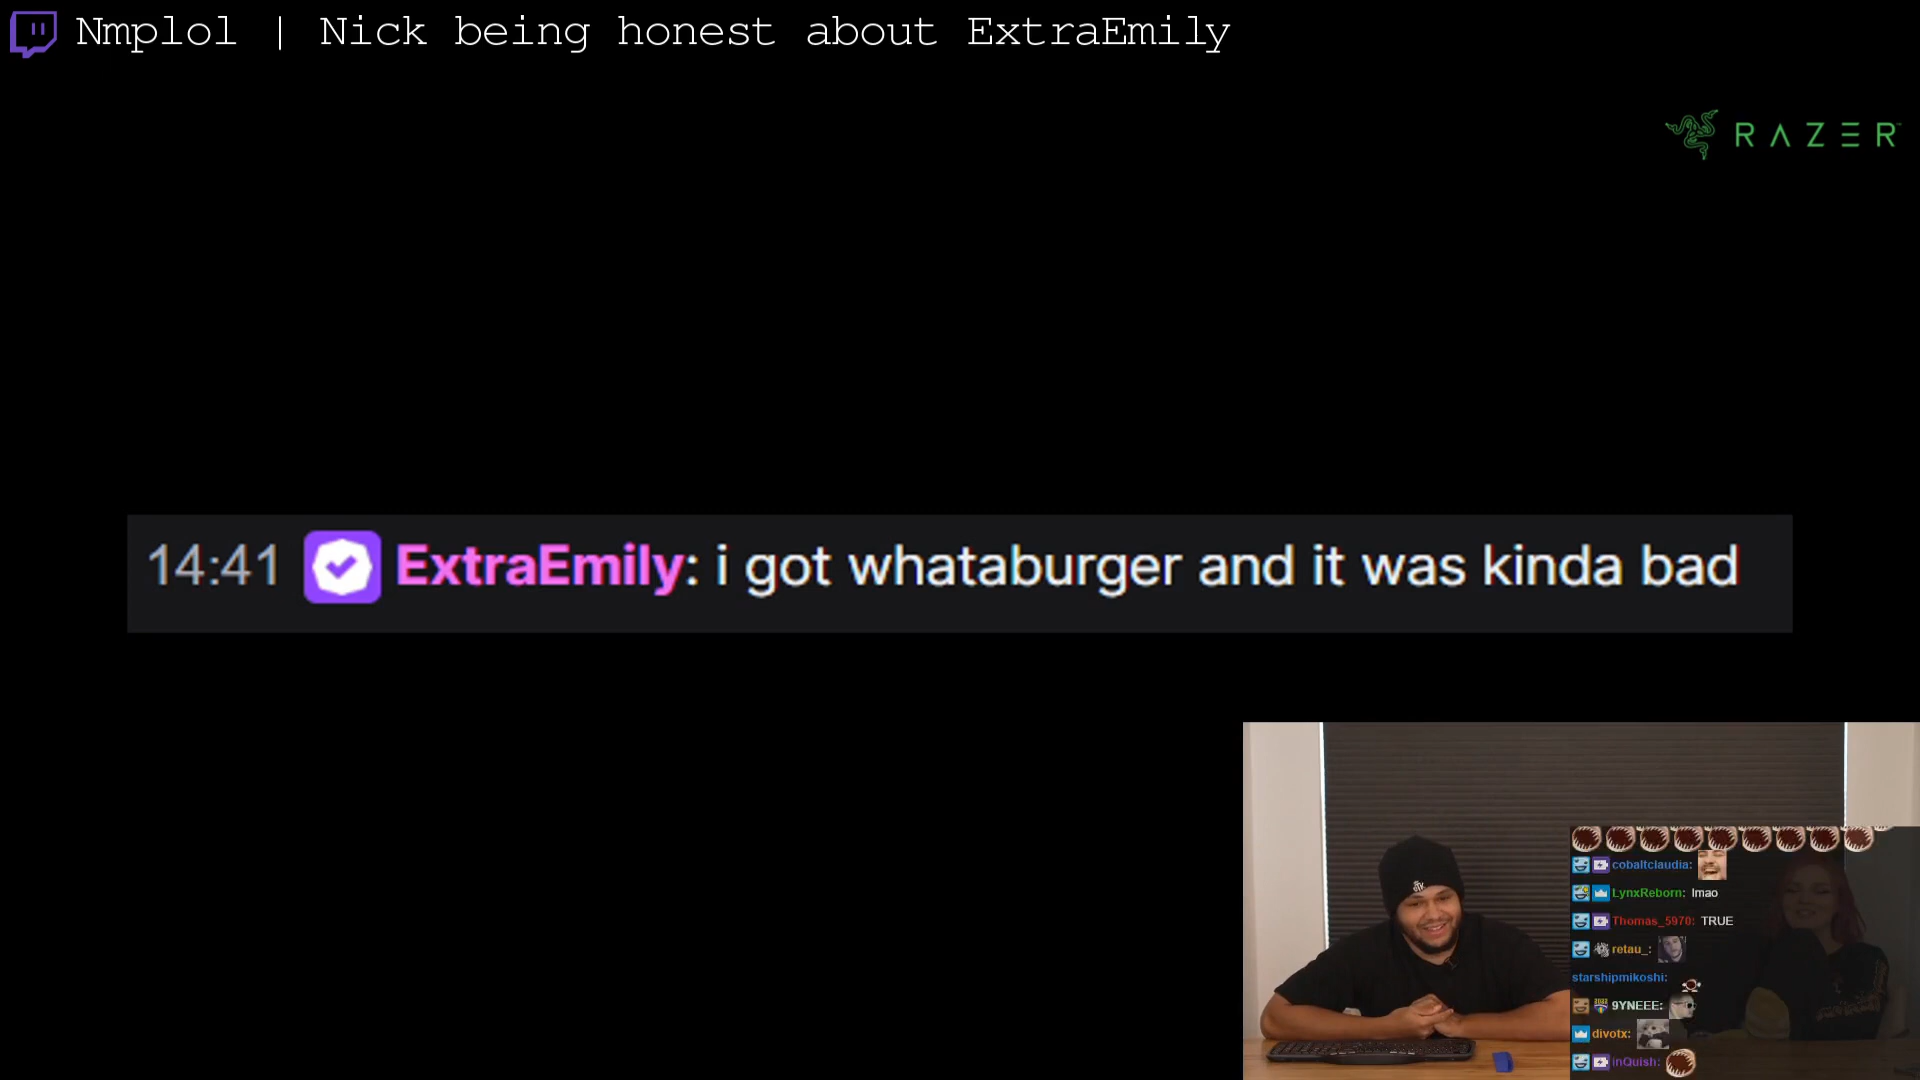 Nmplol | Nick being honest about ExtraEmily
RAZER
14:41 ExtraEmily: i got whataburger and it was kinda bad
cobaltclaudia:
LynxReborn: lmao
Thomas_5970: TRUE
retau_:
starshipmikoshi:
9YNEEE:
divotx:
inQuish: